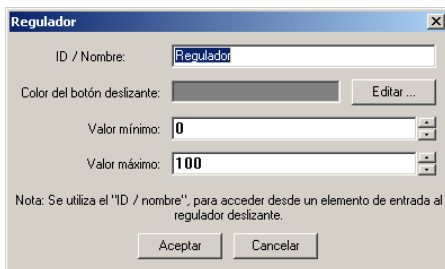 Regulador
ID / Nombre: Regulador
Color del botón deslizante: Editar ...
Valor mínimo: 0
Valor máximo: 100
Nota: Se utiliza el "ID / nombre", para acceder desde un elemento de entrada al
regulador deslizante.
Aceptar Cancelar